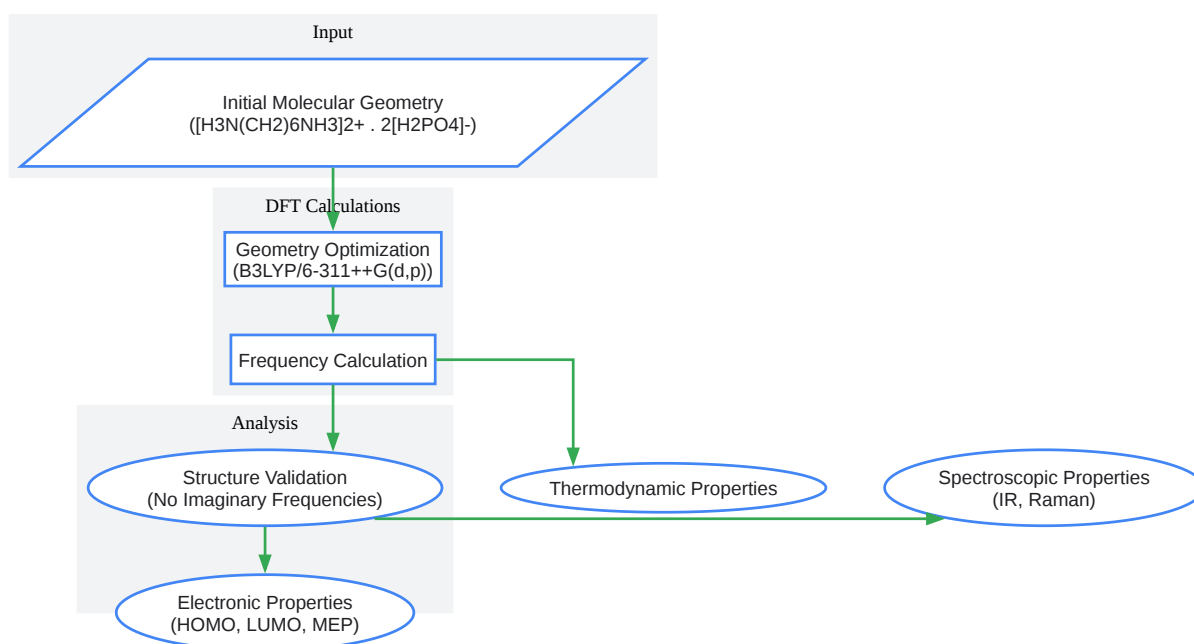 Input
Initial Molecular Geometry
([H3N(CH2)6NH3]2+ . 2[H2PO4]-)
DFT Calculations
Geometry Optimization
(B3LYP/6-311++G(d,p))
Frequency Calculation
Analysis
Structure Validation
(No Imaginary Frequencies)
Thermodynamic Properties
Spectroscopic Properties
(IR, Raman)
Electronic Properties
(HOMO, LUMO, MEP)